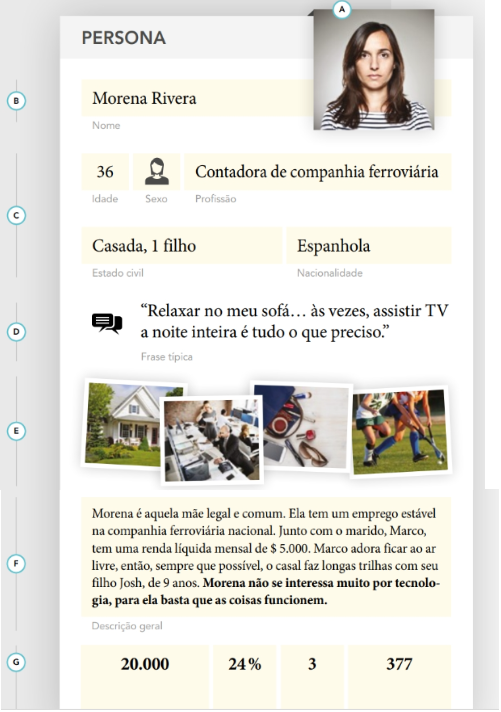 A
PERSONA
B
Morena Rivera
Nome
36
Contadora de companhia ferroviária
Idade
Sexo
Profissão
C
Casada, 1 filho
Espanhola
Estado civil
Nacionalidade
D
“Relaxar no meu sofá… às vezes, assistir TV
a noite inteira é tudo o que preciso.”
Frase típica
E
Morena é aquela mãe legal e comum. Ela tem um emprego estável
na companhia ferroviária nacional. Junto com o marido, Marco,
tem uma renda líquida mensal de $ 5.000. Marco adora ficar ao ar
livre, então, sempre que possível, o casal faz longas trilhas com seu
filho Josh, de 9 anos. Morena não se interessa muito por tecnolo-
gia, para ela basta que as coisas funcionem.
F
Descrição geral
G
20.000
24%
3
377